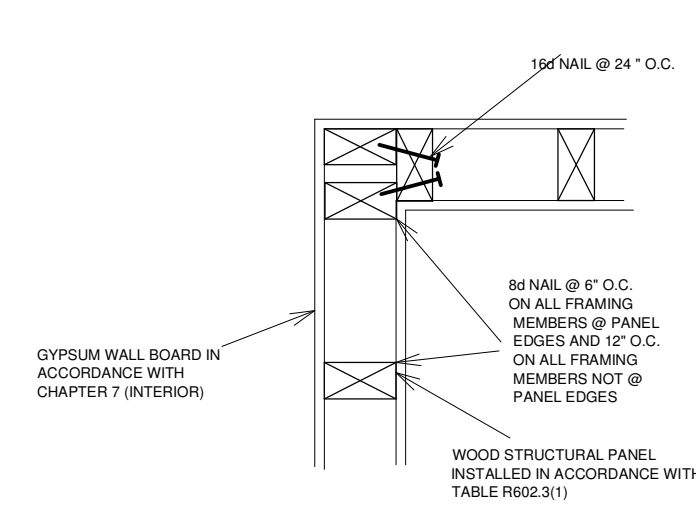 16d NAIL @ 24 " O.C.
8d NAIL @ 6" O.C.
ON ALL FRAMING
MEMBERS @ PANEL
EDGES AND 12" O.C.
ON ALL FRAMING
MEMBERS NOT @
PANEL EDGES
GYPSUM WALL BOARD IN
ACCORDANCE WITH
CHAPTER 7 (INTERIOR)
WOOD STRUCTURAL PANEL
INSTALLED IN ACCORDANCE WITH
TABLE R602.3(1)